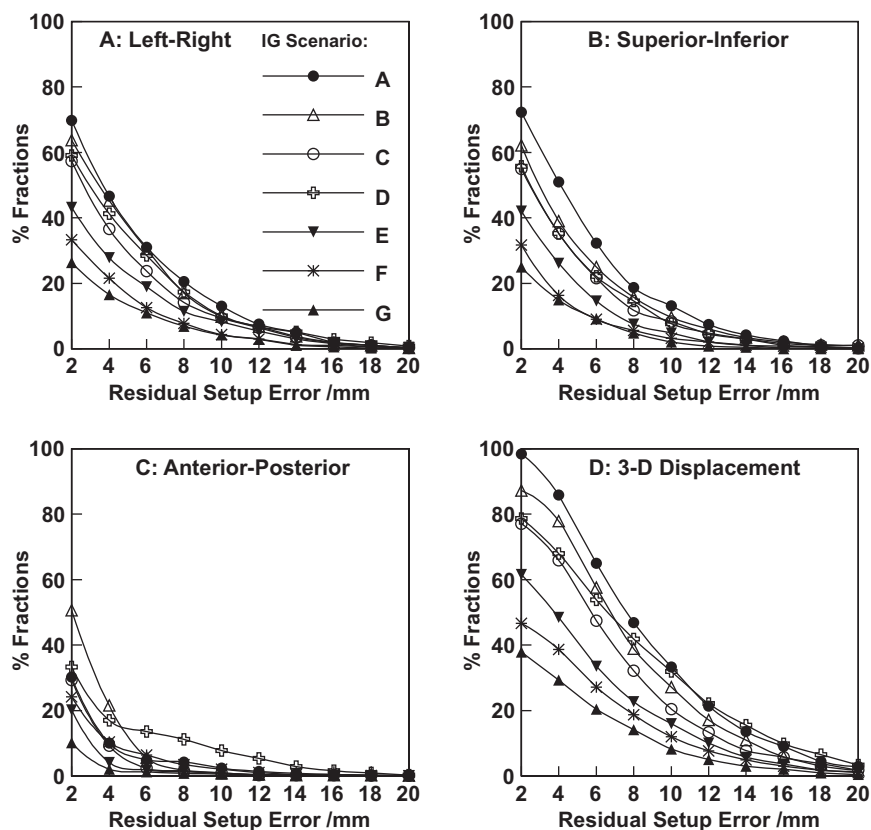 A: Left-Right
IG Scenario:
A
B
C
D
E
F
G
% Fractions
100
80
60
40
20
0
2 4 6 8 10 12 14 16 18 20
Residual Setup Error /mm
B: Superior-Inferior
% Fractions
100
80
60
40
20
0
2 4 6 8 10 12 14 16 18 20
Residual Setup Error /mm
C: Anterior-Posterior
% Fractions
100
80
60
40
20
0
2 4 6 8 10 12 14 16 18 20
Residual Setup Error /mm
D: 3-D Displacement
% Fractions
100
80
60
40
20
0
2 4 6 8 10 12 14 16 18 20
Residual Setup Error /mm